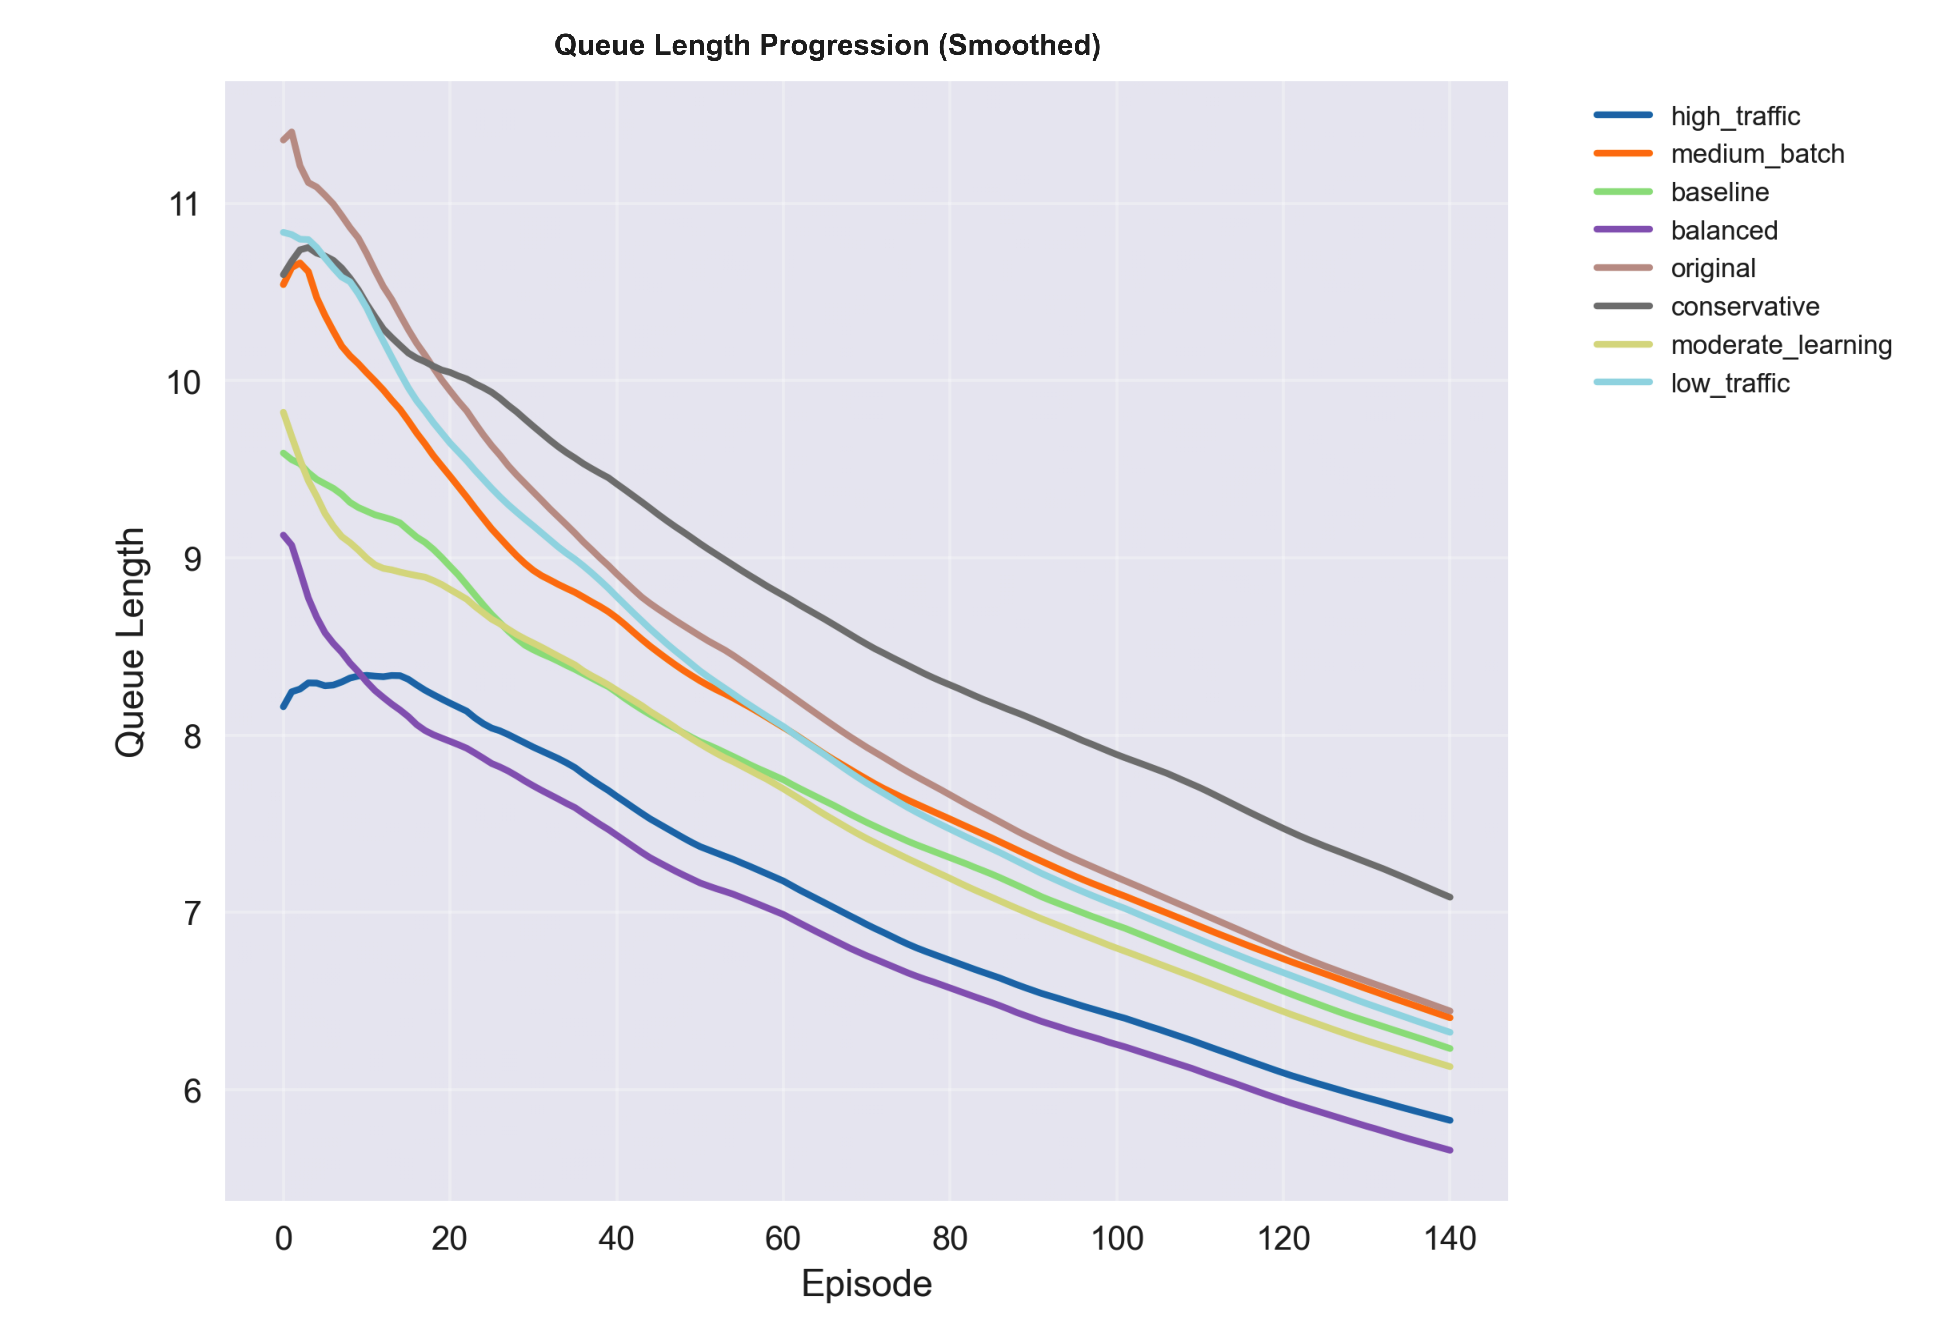 Queue Length Progression (Smoothed)
high_traffic
medium_batch
baseline
balanced
original
conservative
moderate_learning
low_traffic
Queue Length
11
10
9
8
7
6
0 20 40 60 80 100 120 140
Episode